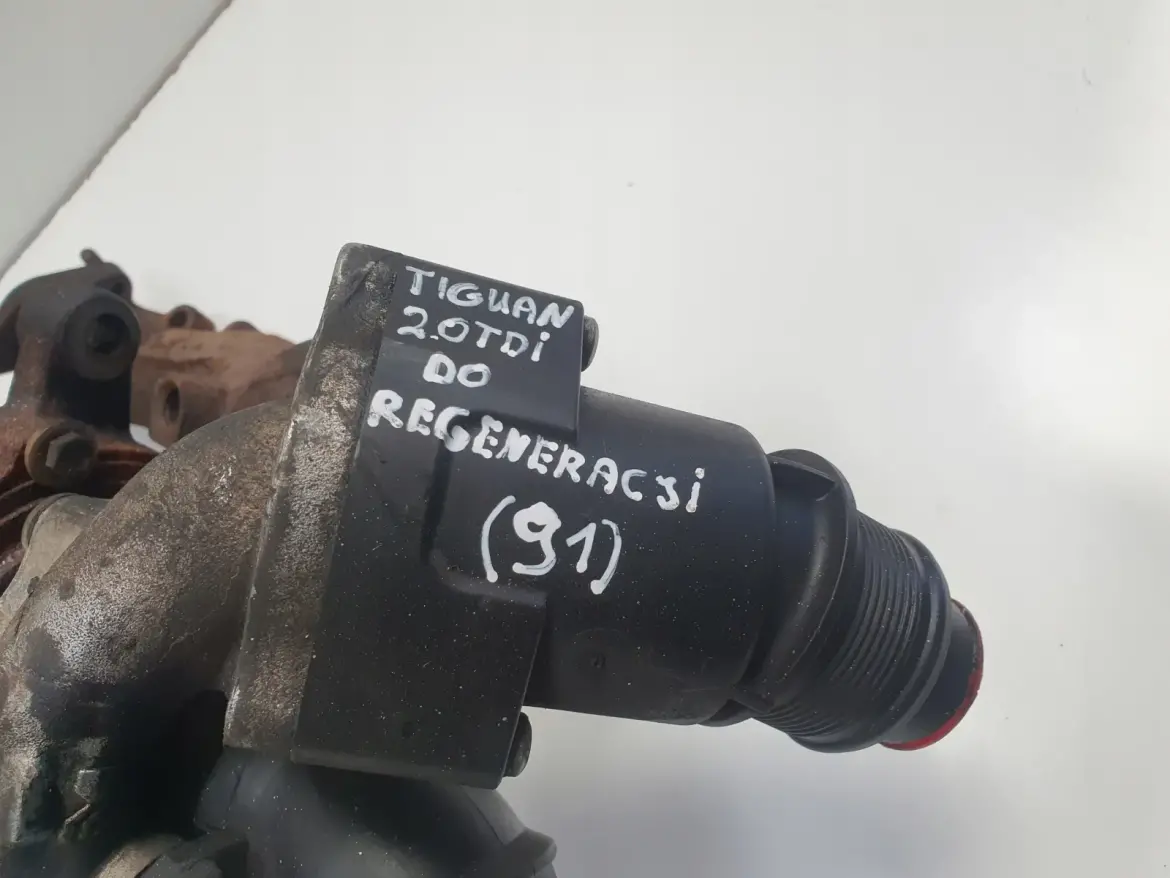 TIGUAN
2.0TDi
DO
REGENERACJi
(91)